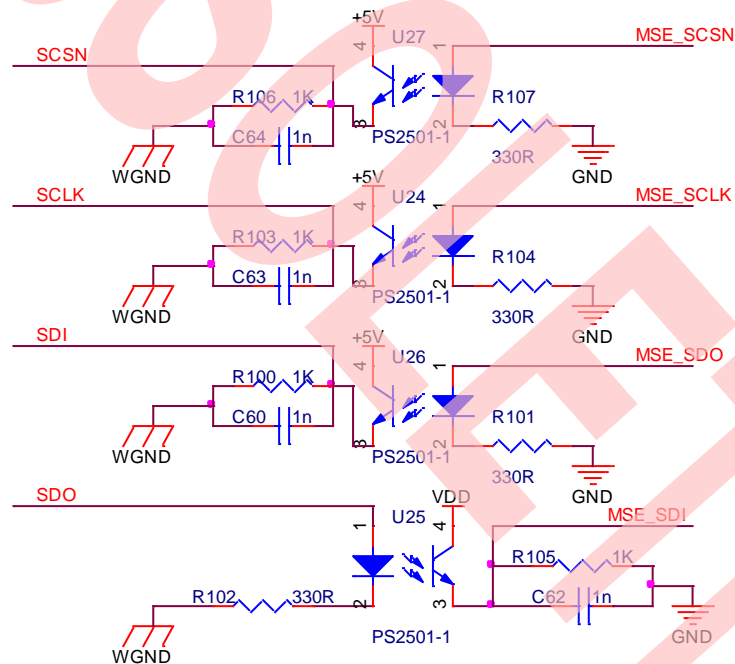 +5V
SCSN
U27
MSE_SCSN
4
1
R106 1K
R107
C64 1n
3
2
PS2501-1
330R
WGND
GND
+5V
SCLK
U24
MSE_SCLK
4
1
R103 1K
R104
C63 1n
3
2
PS2501-1
330R
WGND
GND
+5V
SDI
U26
MSE_SDO
4
1
R100 1K
R101
C60 1n
3
2
PS2501-1
330R
WGND
GND
SDO
U25
VDD
MSE_SDI
1
4
R105 1K
R102 330R
2
3
C62 1n
PS2501-1
WGND
GND